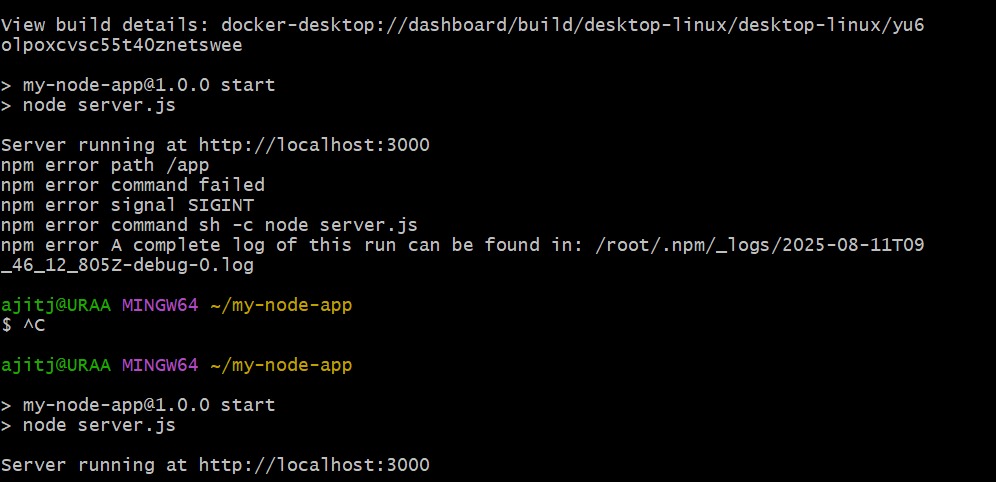 View build details: docker-desktop://dashboard/build/desktop-linux/desktop-linux/yu6
olpoxcvsc55t40znetswee
> my-node-app@1.0.0 start
> node server.js
Server running at http://localhost:3000
npm error path /app
npm error command failed
npm error signal SIGINT
npm error command sh -c node server.js
npm error A complete log of this run can be found in: /root/.npm/_logs/2025-08-11T09
_46_12_805Z-debug-0.log
ajitj@URAA MINGW64 ~/my-node-app
$ ^C
ajitj@URAA MINGW64 ~/my-node-app
> my-node-app@1.0.0 start
> node server.js
Server running at http://localhost:3000